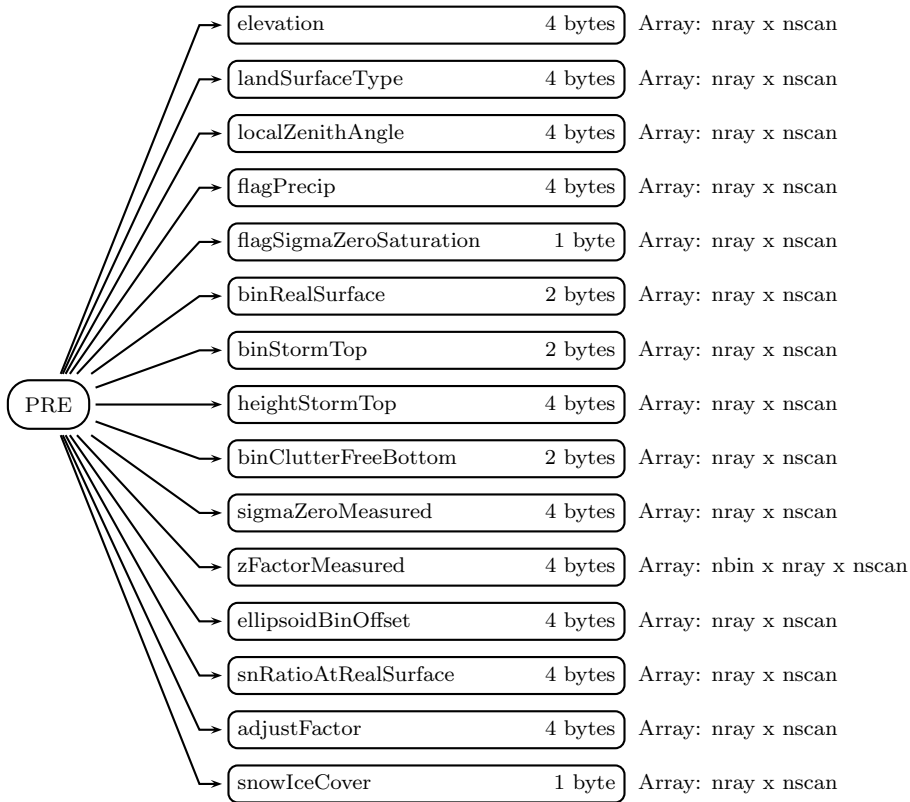 elevation 4 bytes Array: nray x nscan
landSurfaceType 4 bytes Array: nray x nscan
localZenithAngle 4 bytes Array: nray x nscan
flagPrecip 4 bytes Array: nray x nscan
flagSigmaZeroSaturation 1 byte Array: nray x nscan
binRealSurface 2 bytes Array: nray x nscan
binStormTop 2 bytes Array: nray x nscan
PRE heightStormTop 4 bytes Array: nray x nscan
binClutterFreeBottom 2 bytes Array: nray x nscan
sigmaZeroMeasured 4 bytes Array: nray x nscan
zFactorMeasured 4 bytes Array: nbin x nray x nscan
ellipsoidBinOffset 4 bytes Array: nray x nscan
snRatioAtRealSurface 4 bytes Array: nray x nscan
adjustFactor 4 bytes Array: nray x nscan
snowIceCover 1 byte Array: nray x nscan